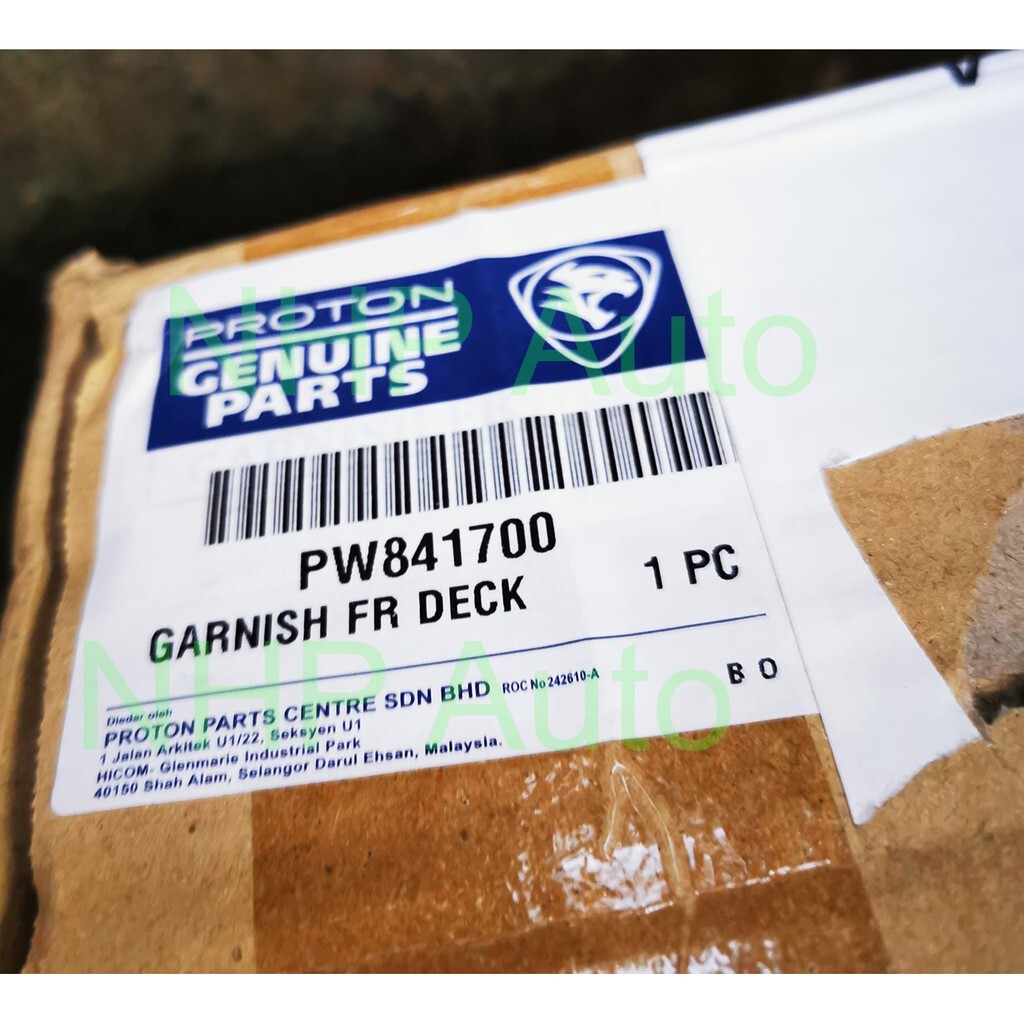 PROTON
GENUINE
PARTS
NHP Auto
PW841700
GARNISH FR DECK
1 PC
NHP Auto
B O
Diedar oleh
PROTON PARTS CENTRE SDN BHD ROC No 242610-A
1 Jalan Arkitek U1/22, Seksyen U1
HICOM- Glenmarie Industrial Park
40150 Shah Alam, Selangor Darul Ehsan, Malaysia.